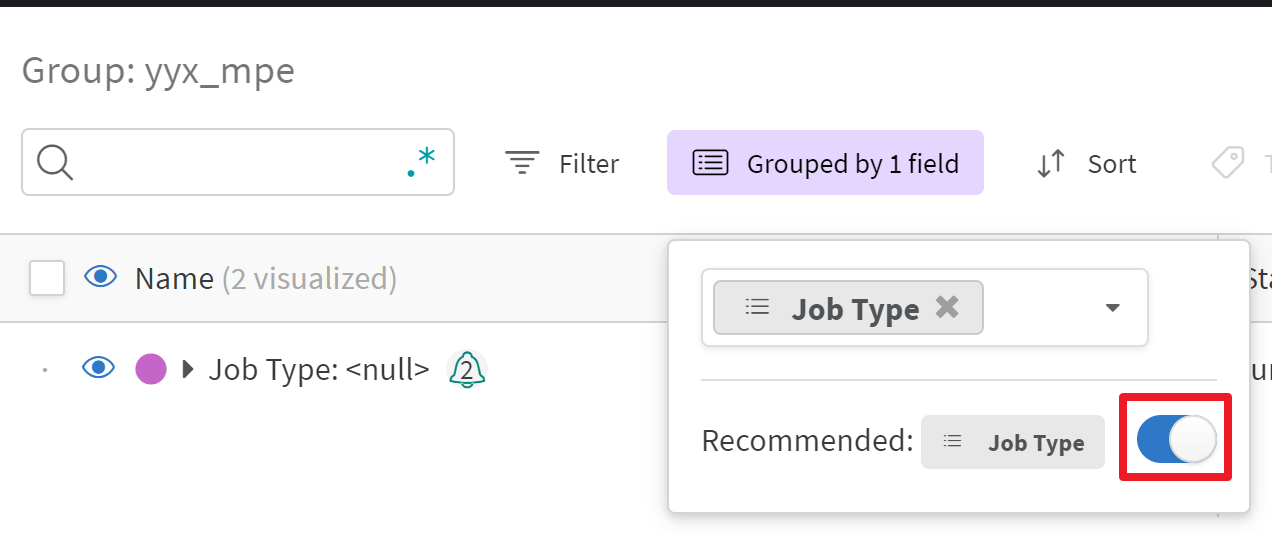 Group: yyx_mpe
.* Filter Grouped by 1 field Sort
Name (2 visualized)
Job Type
Job Type: <null> 2
Recommended: Job Type